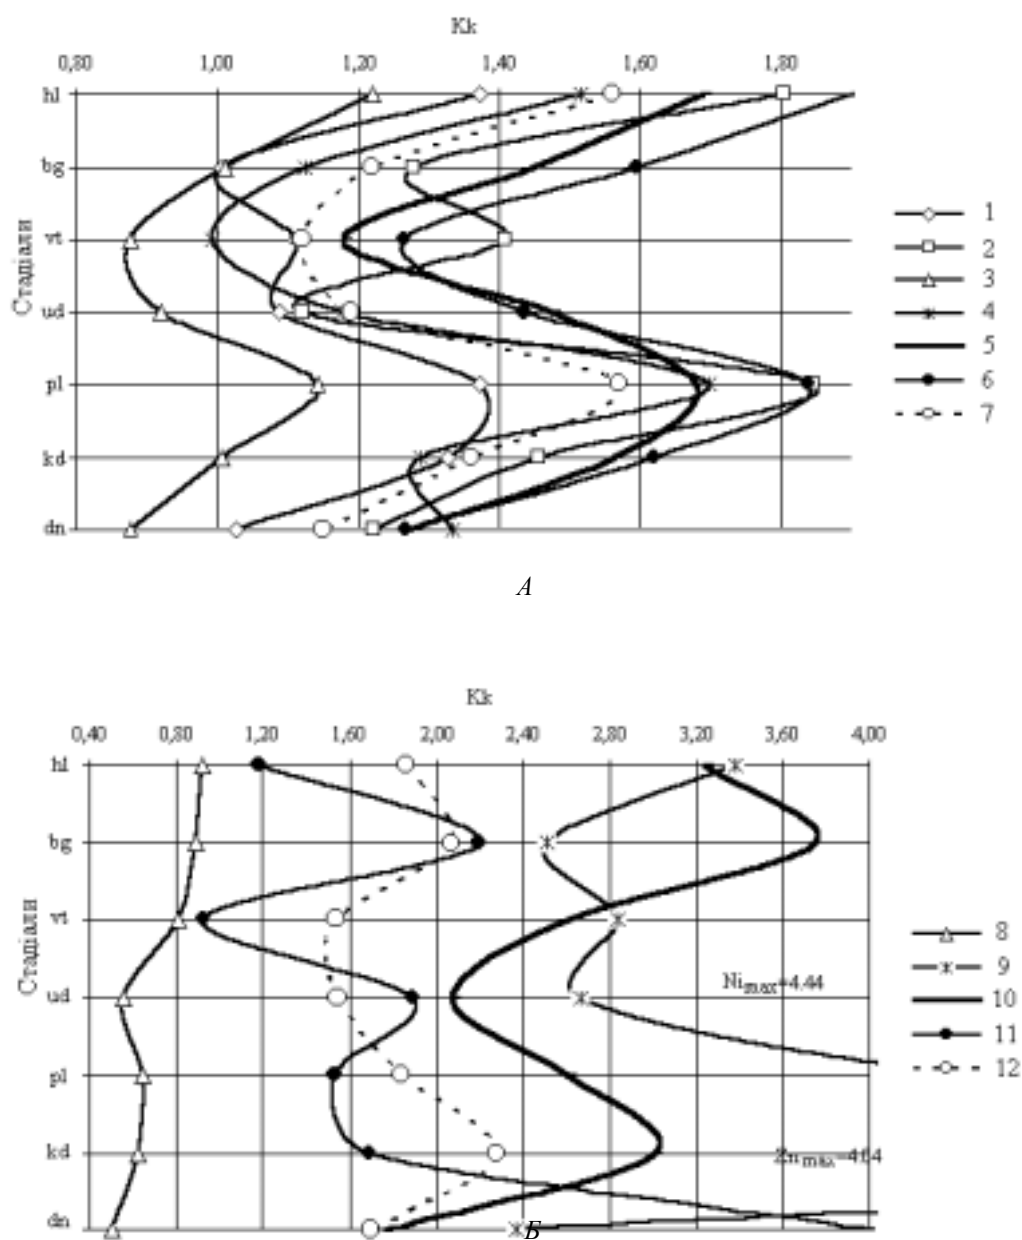 Kk
0,80 1,00 1,20 1,40 1,60 1,80
hl
bg
vt
ud
pl
kd
dn
Стадіали
1
2
3
4
5
6
7
А
Kk
0,40 0,80 1,20 1,60 2,00 2,40 2,80 3,20 3,60 4,00
hl
bg
vt
ud
pl
kd
dn
Стадіали
Ni max=4.44
8
9
10
11
12
Б